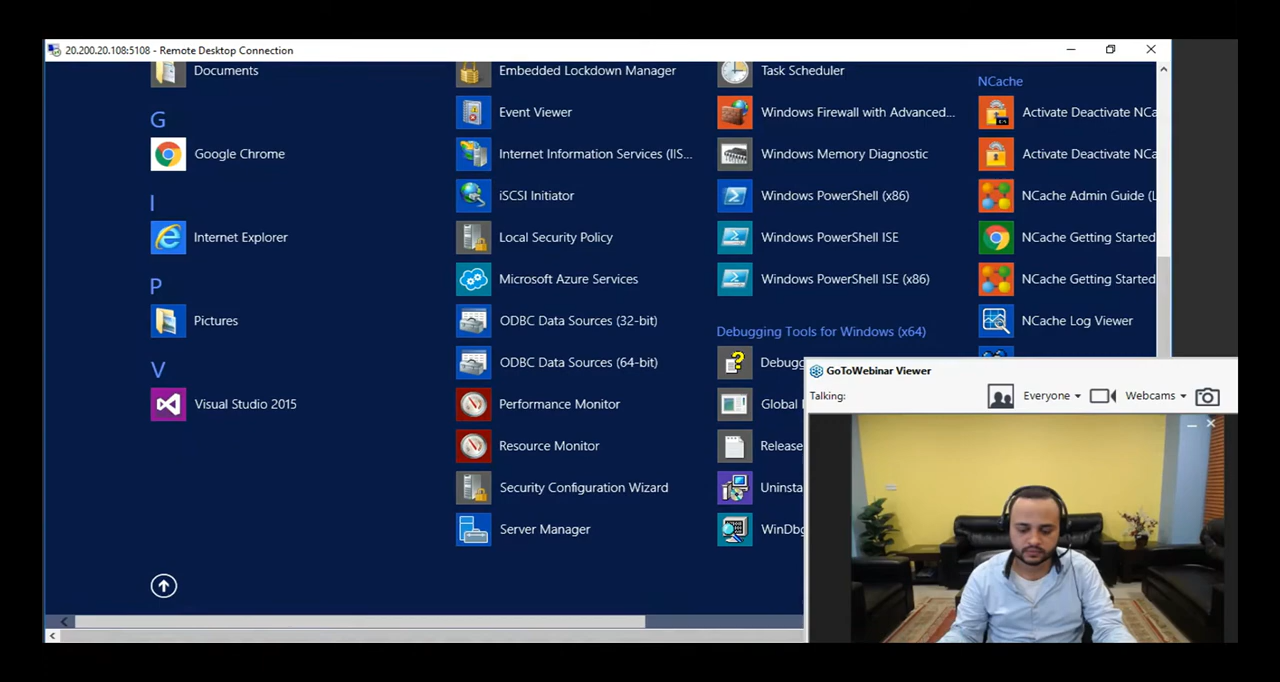 20.200.20.108:5108 - Remote Desktop Connection
Documents
G
Google Chrome
I
Internet Explorer
P
Pictures
V
Visual Studio 2015
Embedded Lockdown Manager
Event Viewer
Internet Information Services (IIS...
iSCSI Initiator
Local Security Policy
Microsoft Azure Services
ODBC Data Sources (32-bit)
ODBC Data Sources (64-bit)
Performance Monitor
Resource Monitor
Security Configuration Wizard
Server Manager
Task Scheduler
Windows Firewall with Advanced...
Windows Memory Diagnostic
Windows PowerShell (x86)
Windows PowerShell ISE
Windows PowerShell ISE (x86)
Debugging Tools for Windows (x64)
Debugg
Global
Release
Uninsta
WinDbg
NCache
Activate Deactivate NCa
Activate Deactivate NCa
NCache Admin Guide (L
NCache Getting Started
NCache Getting Started
NCache Log Viewer
GoToWebinar Viewer
Talking:
Everyone
Webcams